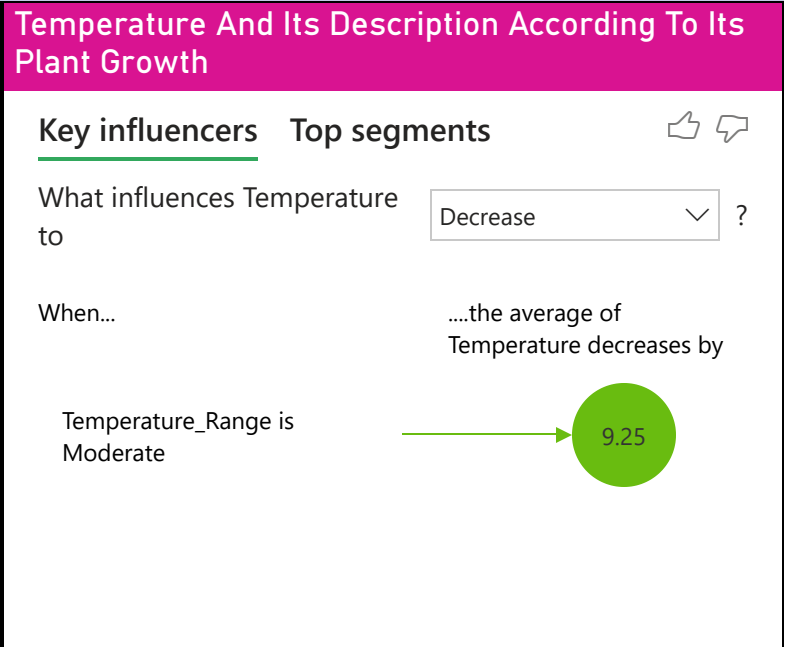 Temperature And Its Description According To Its
Plant Growth
Key influencers Top segments
What influences Temperature
to
Decrease
?
When...
....the average of
Temperature decreases by
Temperature_Range is
Moderate
9.25